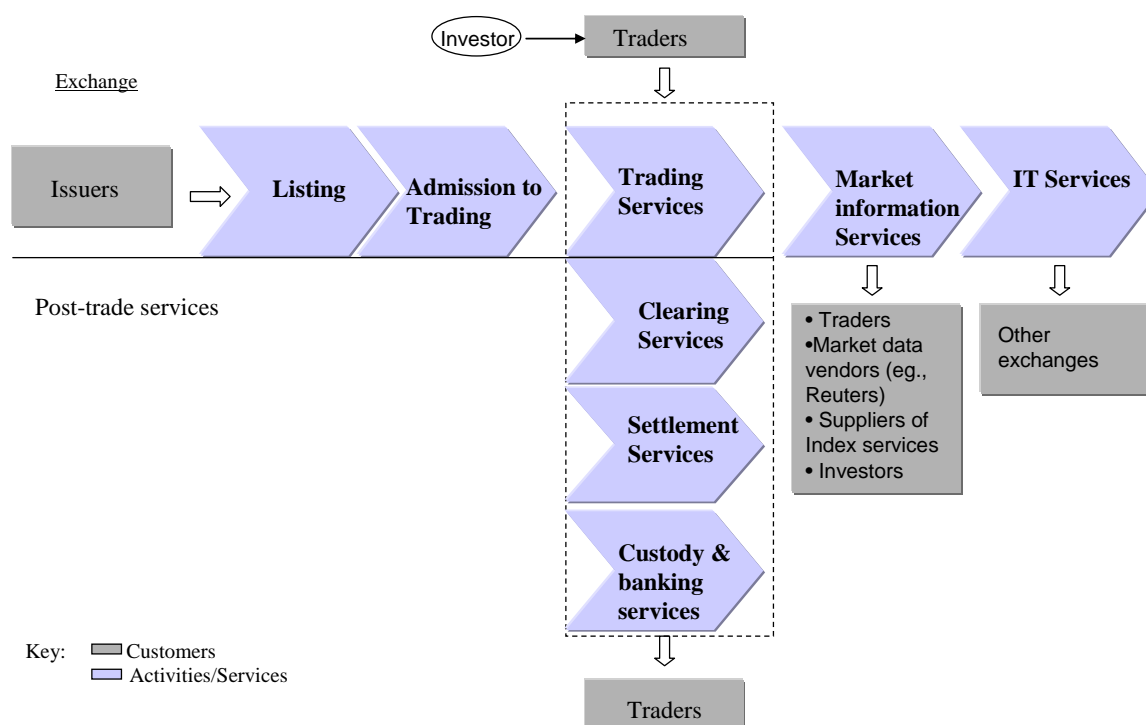 Investor
Traders
Exchange
Issuers
Listing
Admission to
Trading
Trading
Services
Market
information
Services
IT Services
Post-trade services
Clearing
Services
Settlement
Services
Custody &
banking
services
• Traders
•Market data
vendors (eg.,
Reuters)
• Suppliers of
Index services
• Investors
Other
exchanges
Key:
Customers
Activities/Services
Traders